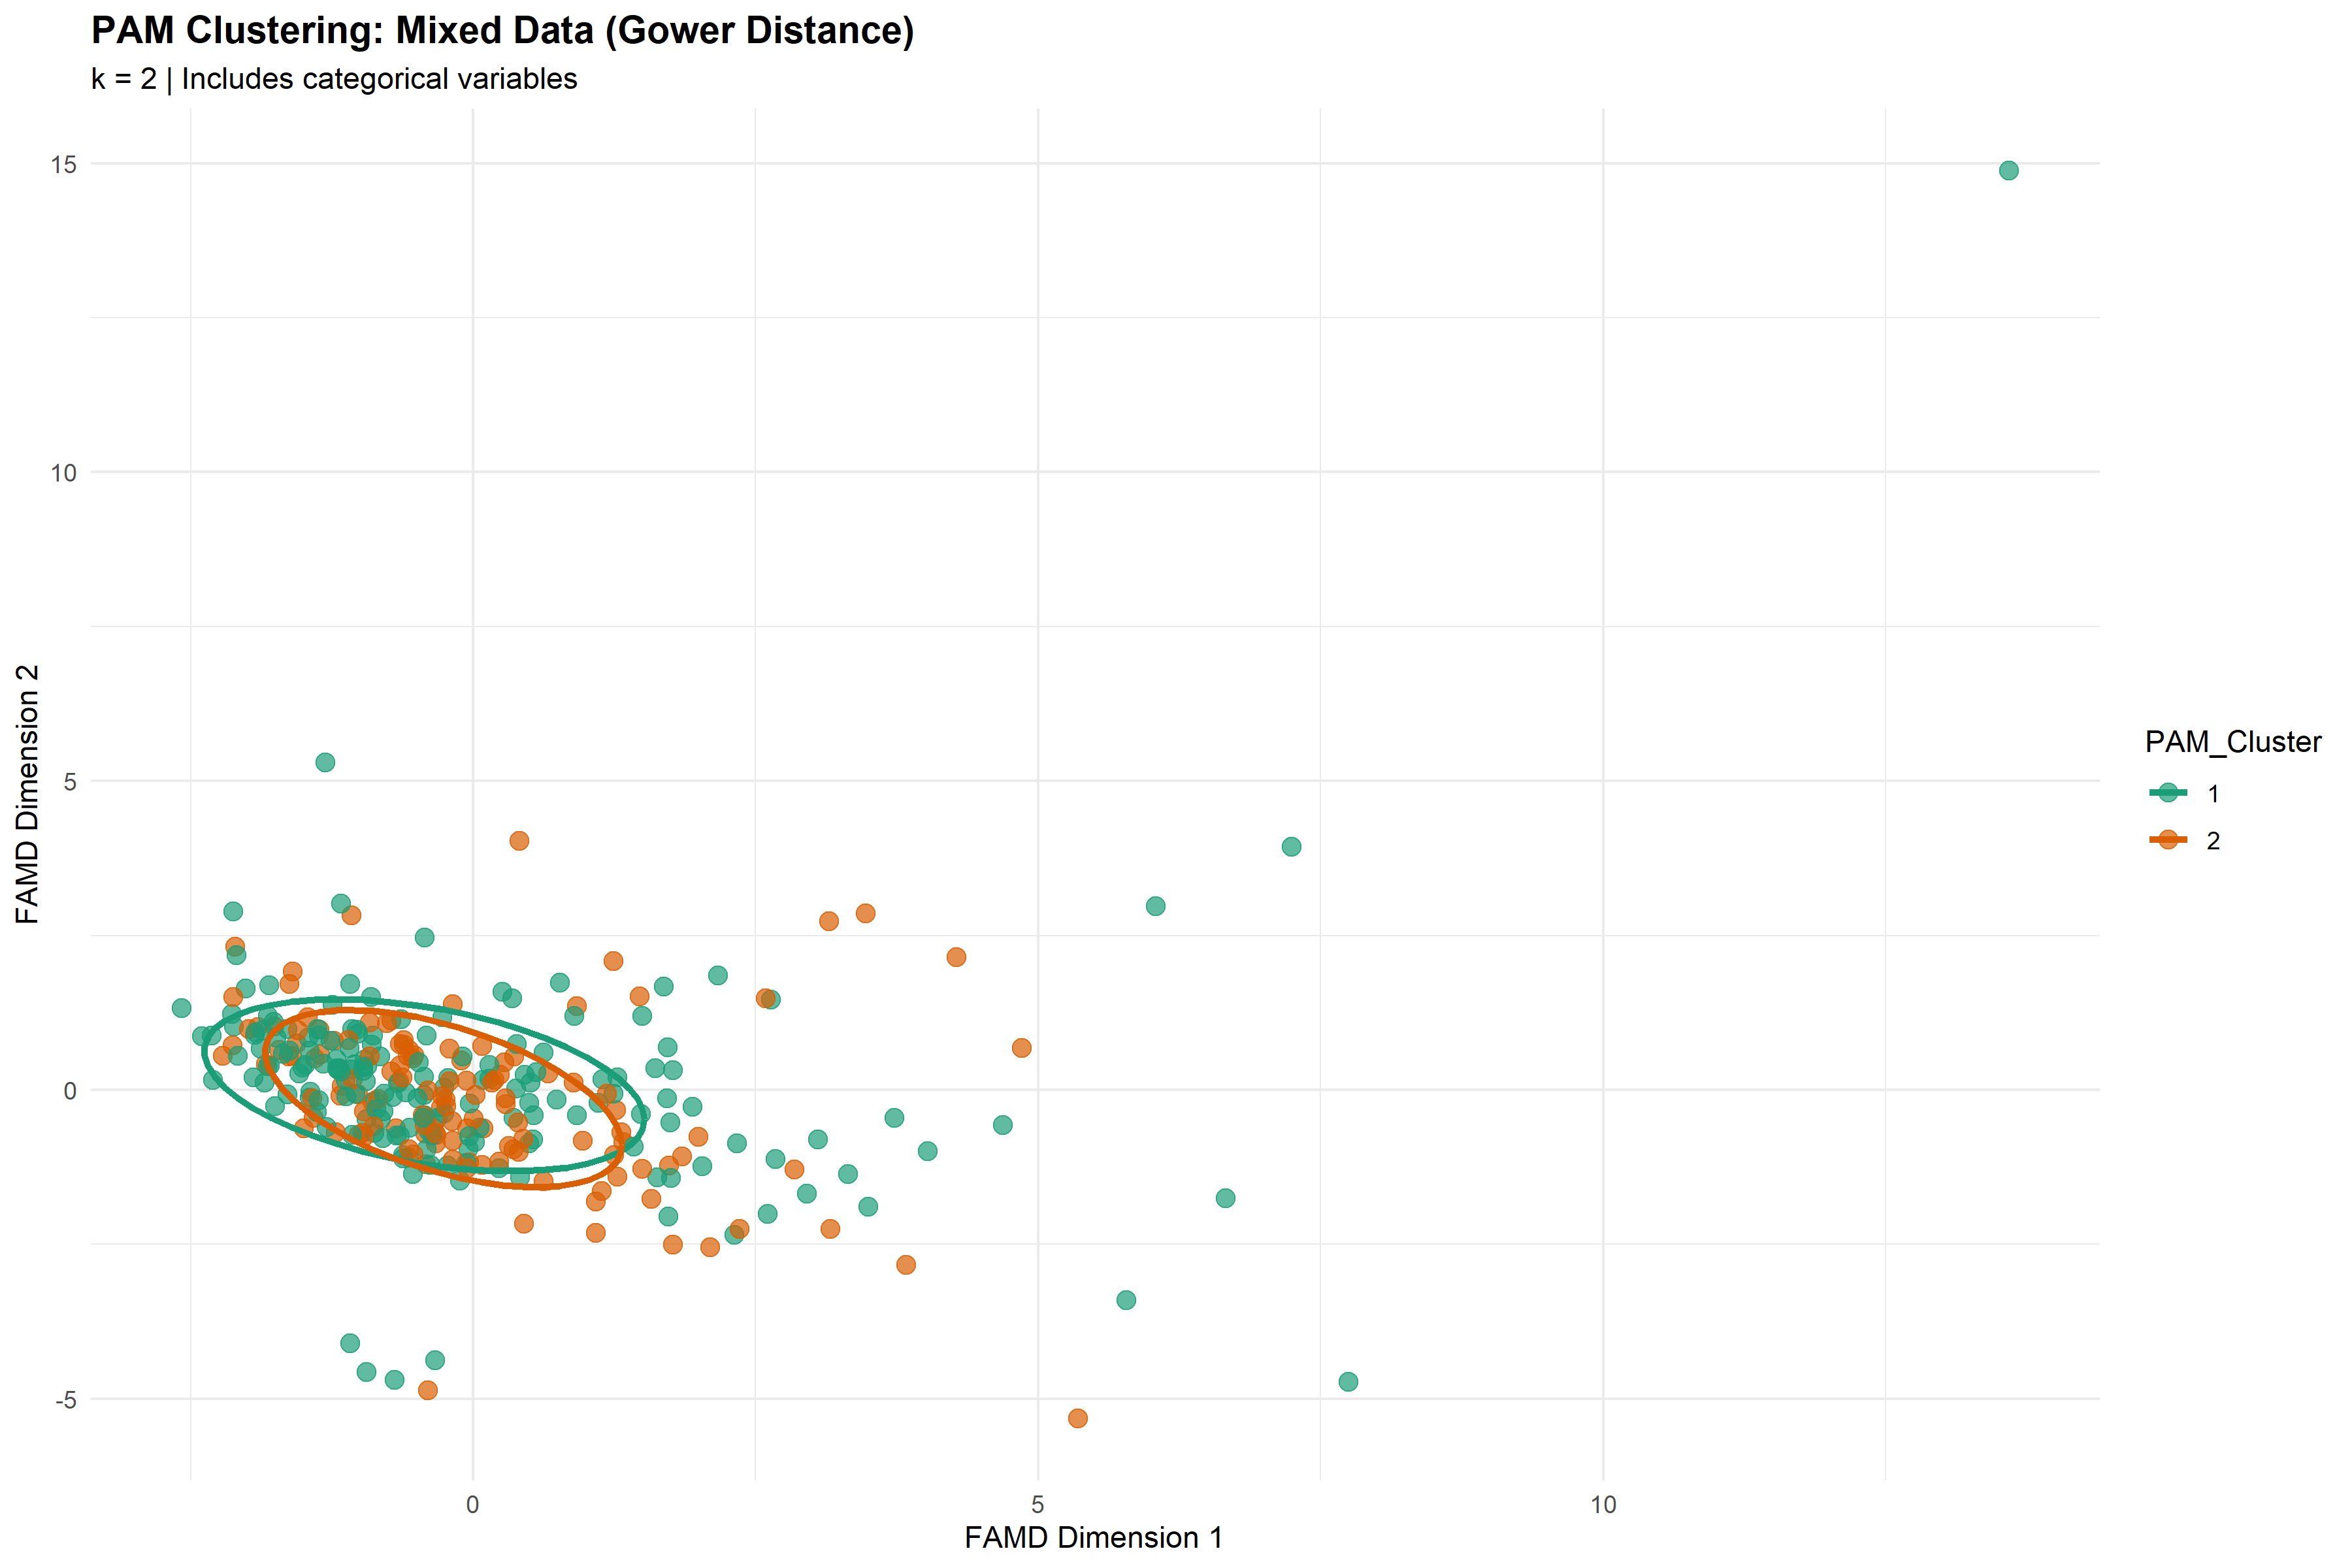 PAM Clustering: Mixed Data (Gower Distance)
k = 2 | Includes categorical variables
15
10
5
0
-5
FAMD Dimension 2
0
5
10
FAMD Dimension 1
PAM_Cluster
1
2